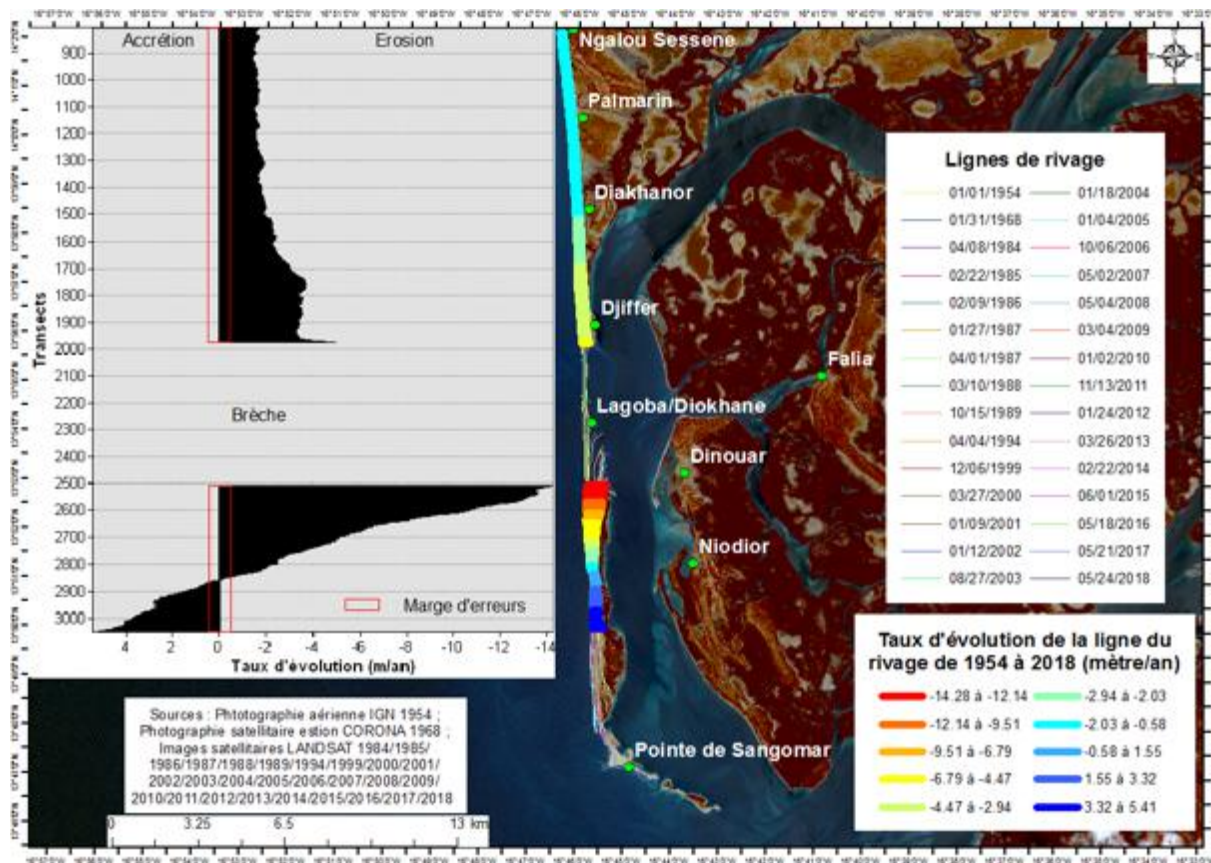 Accrétion
Erosion
900
1000
1100
1200
1300
1400
1500
1600
1700
1800
1900
2000
2100
2200
2300
2400
2500
2600
2700
2800
2900
3000
Transects
Brèche
Marge d'erreurs
4 2 0 -2 -4 -6 -8 -10 -12 -14
Taux d'évolution (m/an)
Ngalou Sessene
Palmarin
Diakhanor
Djiffer
Falia
Lagoba/Diokhane
Dinouar
Niodior
Pointe de Sangomar
Lignes de rivage
01/01/1954 01/18/2004
01/31/1968 01/04/2005
04/08/1984 10/06/2006
02/22/1985 05/02/2007
02/09/1986 05/04/2008
01/27/1987 03/04/2009
04/01/1987 01/02/2010
03/10/1988 11/13/2011
10/15/1989 01/24/2012
04/04/1994 03/26/2013
12/06/1999 02/22/2014
03/27/2000 06/01/2015
01/09/2001 05/18/2016
01/12/2002 05/21/2017
08/27/2003 05/24/2018
Taux d'évolution de la ligne du
rivage de 1954 à 2018 (mètre/an)
-14.28 à -12.14 -2.94 à -2.03
-12.14 à -9.51 -2.03 à -0.58
-9.51 à -6.79 -0.58 à 1.55
-6.79 à -4.47 1.55 à 3.32
-4.47 à -2.94 3.32 à 5.41
Sources : Phtotographie aérienne IGN 1954 ;
Photographie satellitaire estion CORONA 1968 ;
Images satellitaires LANDSAT 1984/1985/
1986/1987/1988/1989/1994/1999/2000/2001/
2002/2003/2004/2005/2006/2007/2008/2009/
2010/2011/2012/2013/2014/2015/2016/2017/2018
0 3.25 6.5 13 km